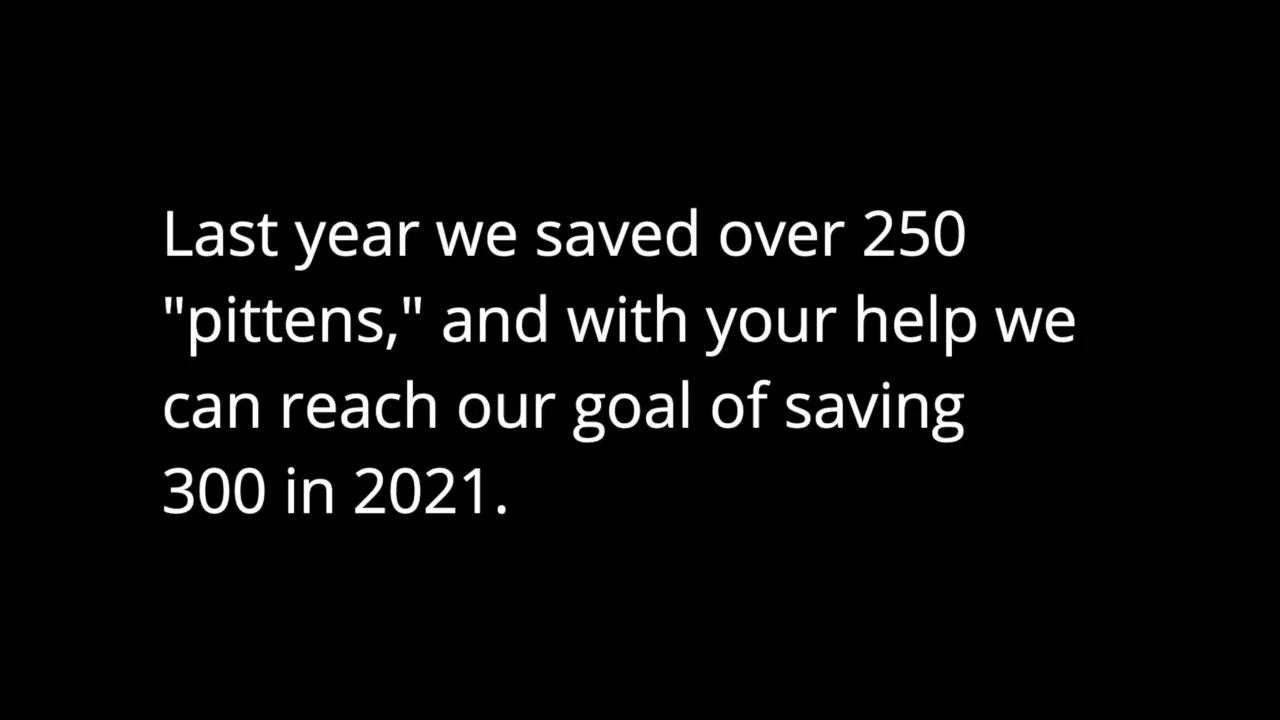 Last year we saved over 250
"pittens," and with your help we
can reach our goal of saving
300 in 2021.